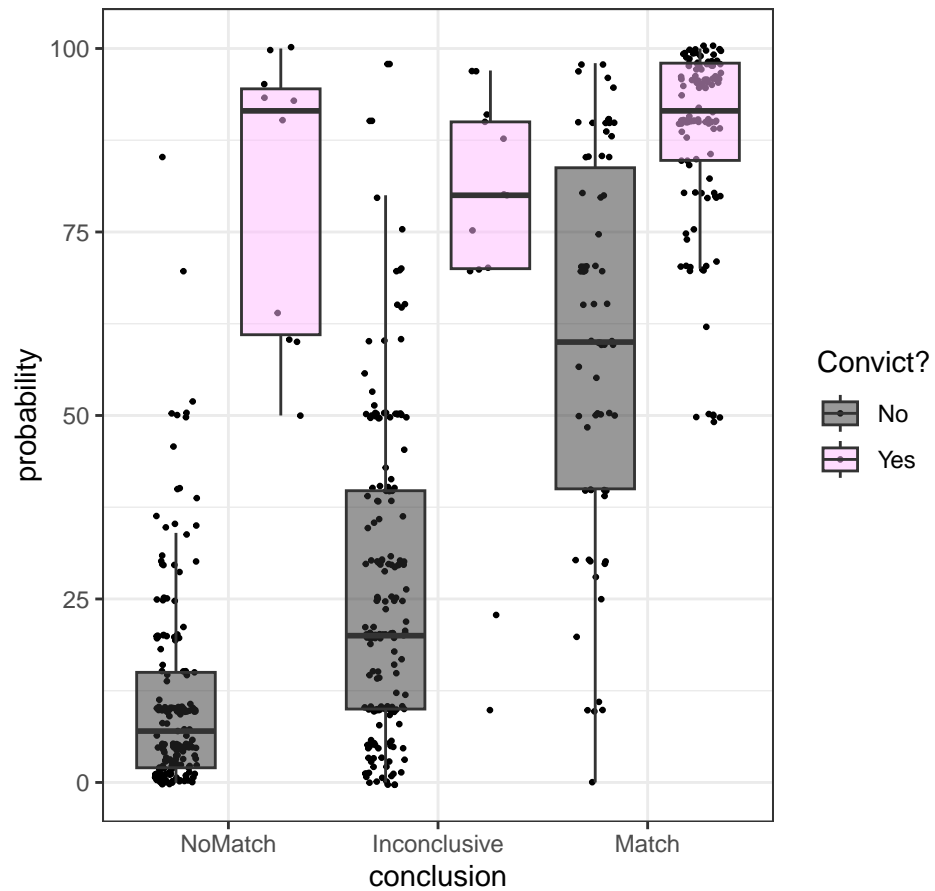 100
75
50
25
0
probability
NoMatch
Inconclusive
Match
conclusion
Convict?
No
Yes